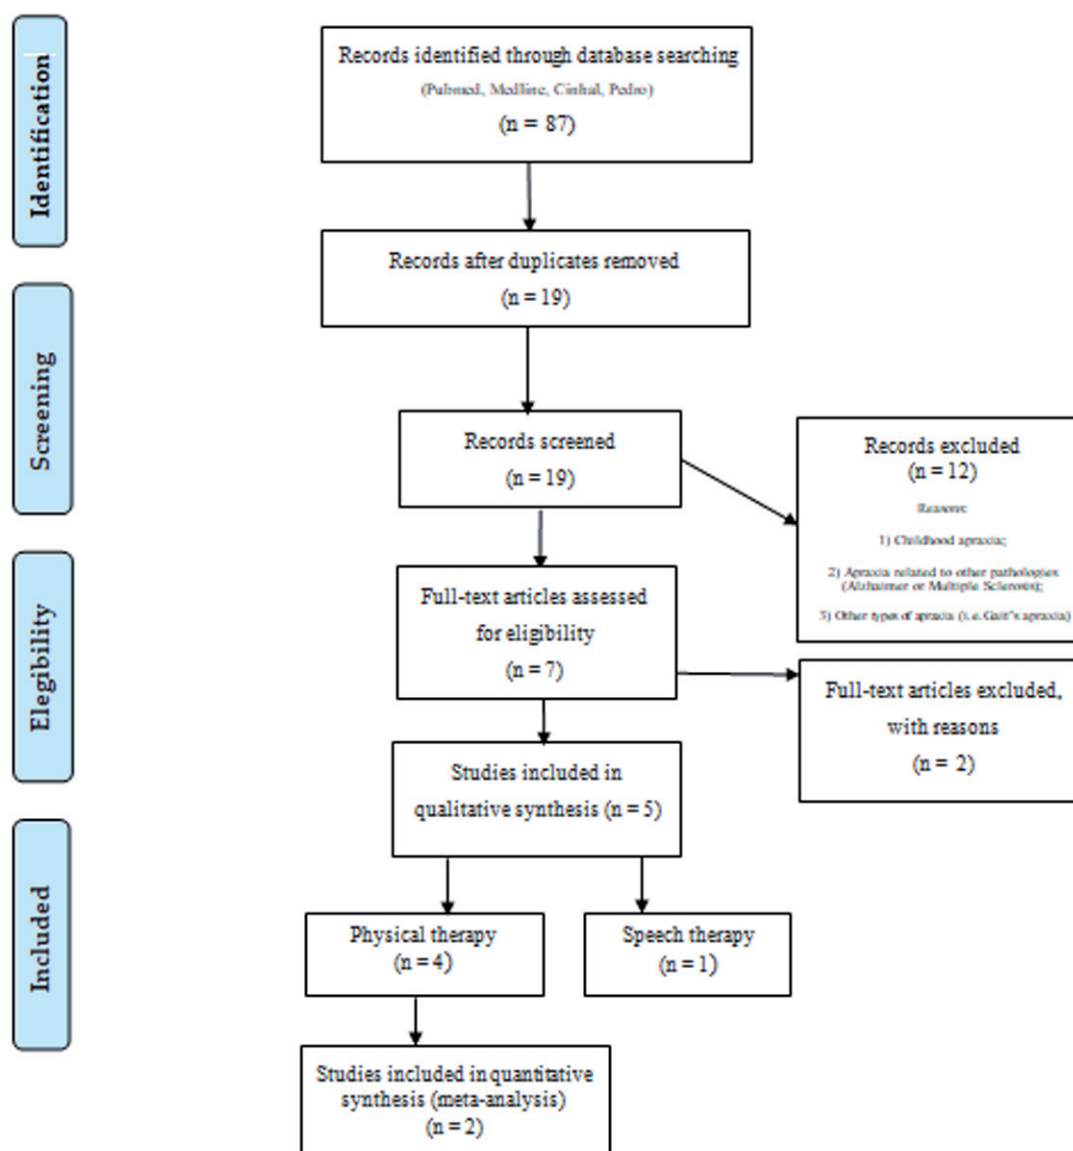 Identification
Records identified through database searching
(Pubmed, Medline, Cinhal, Pedro)
(n = 87)
Records after duplicates removed
(n = 19)
Screening
Records screened
(n = 19)
Records excluded
(n = 12)
Reasons:
1) Childhood apraxia;
2) Apraxia related to other pathologies
(Alzhaimer or Multiple Sclerosis);
3) Other types of apraxia (i.e. Gait's apraxia)
Elegibility
Full-text articles assessed
for eligibility
(n = 7)
Full-text articles excluded,
with reasons
(n = 2)
Studies included in
qualitative synthesis (n = 5)
Included
Physical therapy
(n = 4)
Speech therapy
(n = 1)
Studies included in quantitative
synthesis (meta-analysis)
(n = 2)